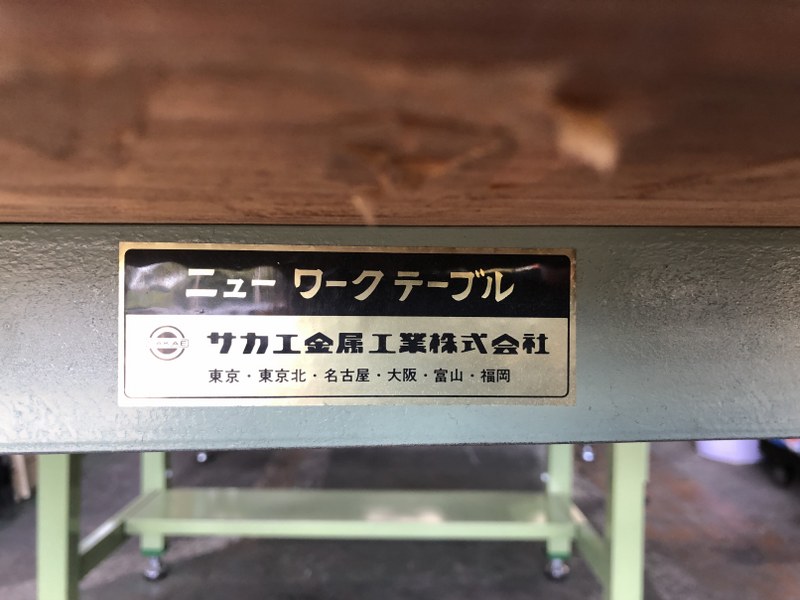 ニュー ワーク テーブル
SAKAE サカエ金属工業株式会社
東京・東京北・名古屋・大阪・富山・福岡